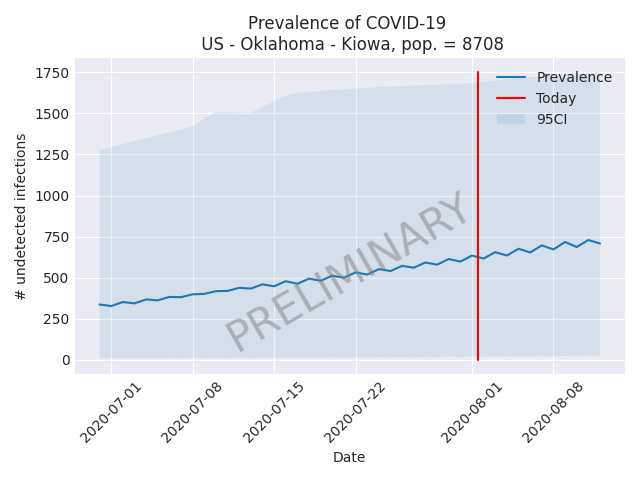 Prevalence of COVID-19
US - Oklahoma - Kiowa, pop. = 8708
# undetected infections
1750
1500
1250
1000
750
500
250
0
Prevalence
Today
95CI
PRELIMINARY
2020-07-01
2020-07-08
2020-07-15
2020-07-22
2020-08-01
2020-08-08
Date